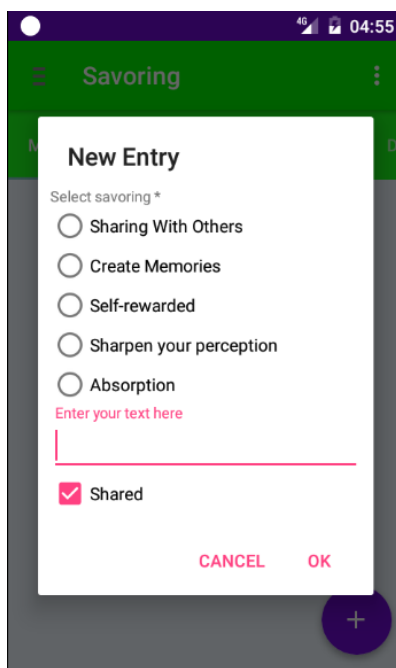 4G 04:55
Savoring
M D
New Entry
Select savoring *
Sharing With Others
Create Memories
Self-rewarded
Sharpen your perception
Absorption
Enter your text here
Shared
CANCEL OK
+